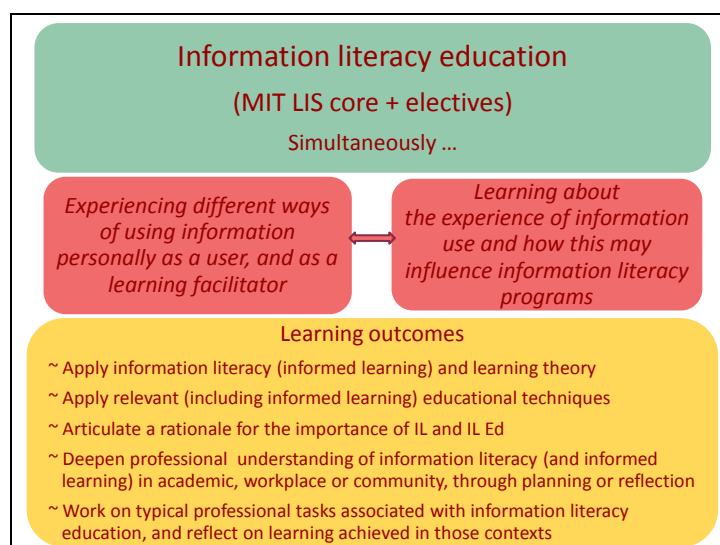 Information literacy education
(MIT LIS core + electives)
Simultaneously …
Experiencing different ways
of using information
personally as a user, and as a
learning facilitator
Learning about
the experience of information
use and how this may
influence information literacy
programs
Learning outcomes
~ Apply information literacy (informed learning) and learning theory
~ Apply relevant (including informed learning) educational techniques
~ Articulate a rationale for the importance of IL and IL Ed
~ Deepen professional understanding of information literacy (and informed
learning) in academic, workplace or community, through planning or reflection
~ Work on typical professional tasks associated with information literacy
education, and reflect on learning achieved in those contexts